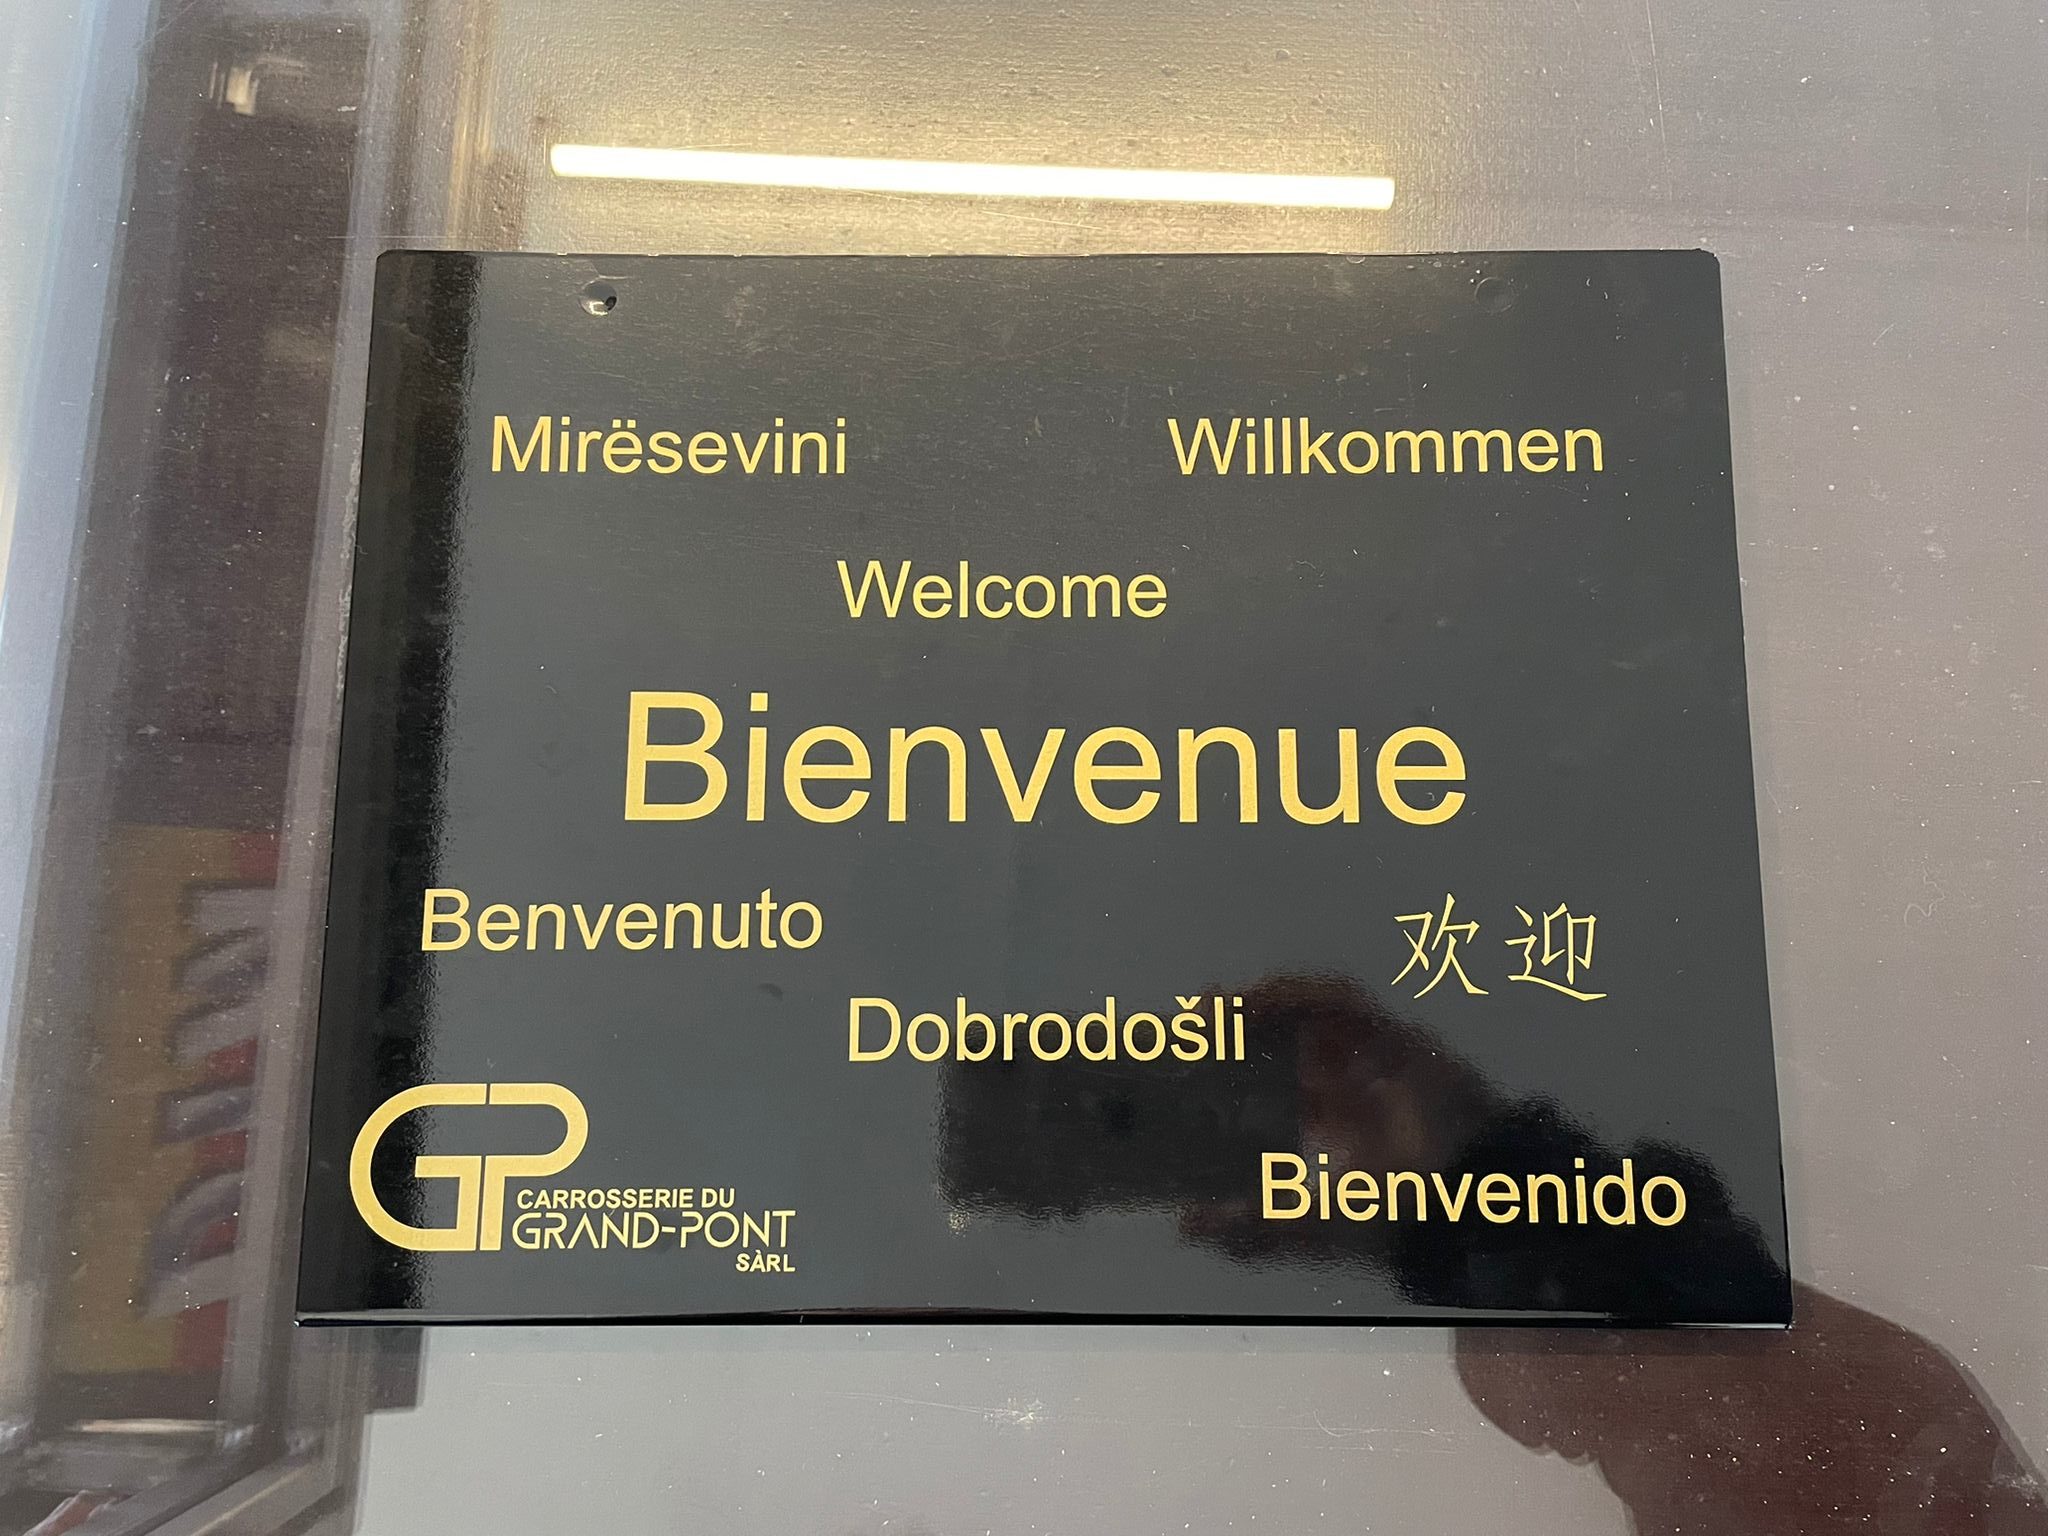 Mirësevini
Willkommen
Welcome
Bienvenue
Benvenuto
欢迎
Dobrodošli
GP
CARROSSERIE DU
GRAND-PONT
SÀRL
Bienvenido